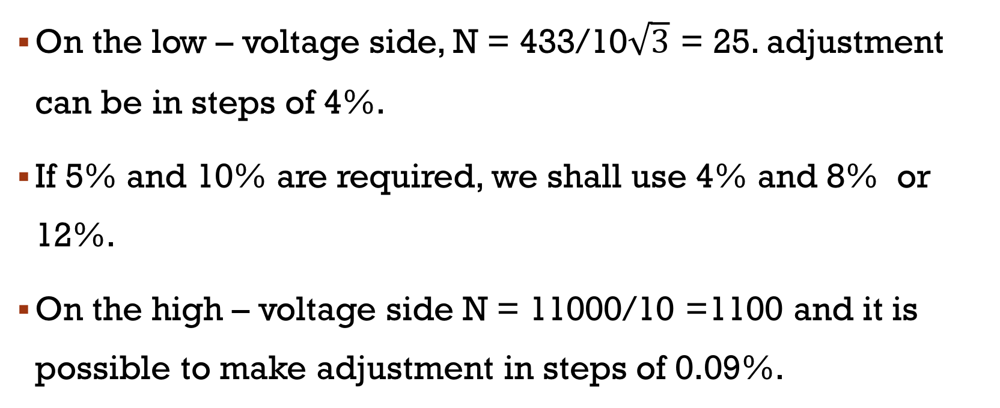 ▪ On the low – voltage side, N = 433/10√3 = 25. adjustment
can be in steps of 4%.
▪ If 5% and 10% are required, we shall use 4% and 8% or
12%.
▪ On the high – voltage side N = 11000/10 =1100 and it is
possible to make adjustment in steps of 0.09%.